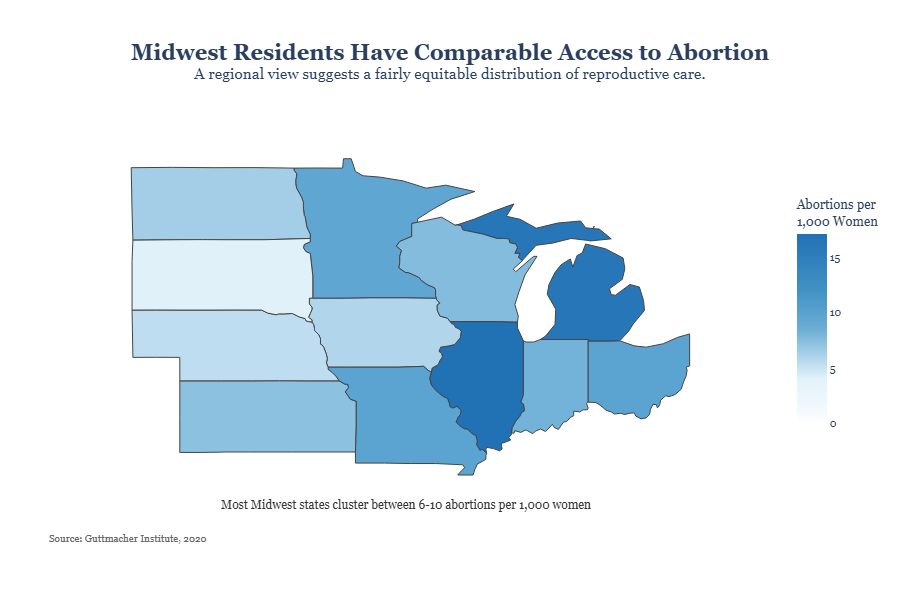 Midwest Residents Have Comparable Access to Abortion
A regional view suggests a fairly equitable distribution of reproductive care.
Abortions per
1,000 Women
15
10
5
0
Most Midwest states cluster between 6-10 abortions per 1,000 women
Source: Guttmacher Institute, 2020